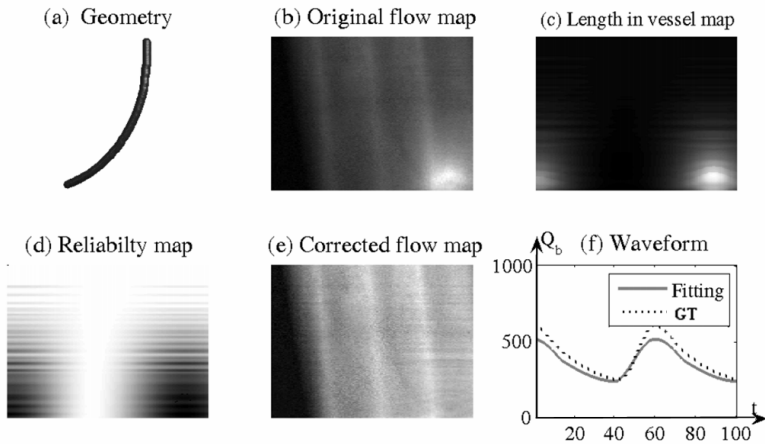 (a) Geometry
(b) Original flow map
(c) Length in vessel map
(d) Reliabilty map
(e) Corrected flow map
(f) Waveform
Q_b
1000
500
0
Fitting
GT
20 40 60 80 100
t